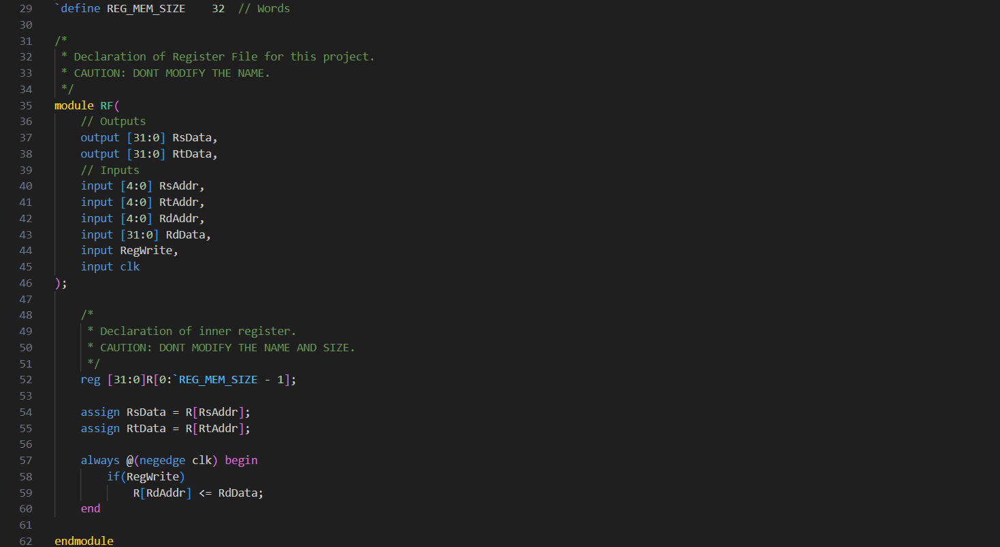 29 `define REG_MEM_SIZE    32  // Words
30
31 /*
32  * Declaration of Register File for this project.
33  * CAUTION: DONT MODIFY THE NAME.
34  */
35 module RF(
36     // Outputs
37     output [31:0] RsData,
38     output [31:0] RtData,
39     // Inputs
40     input [4:0] RsAddr,
41     input [4:0] RtAddr,
42     input [4:0] RdAddr,
43     input [31:0] RdData,
44     input RegWrite,
45     input clk
46 );
47
48     /*
49      * Declaration of inner register.
50      * CAUTION: DONT MODIFY THE NAME AND SIZE.
51      */
52     reg [31:0]R[0:`REG_MEM_SIZE - 1];
53
54     assign RsData = R[RsAddr];
55     assign RtData = R[RtAddr];
56
57     always @(negedge clk) begin
58         if(RegWrite)
59             R[RdAddr] <= RdData;
60     end
61
62 endmodule